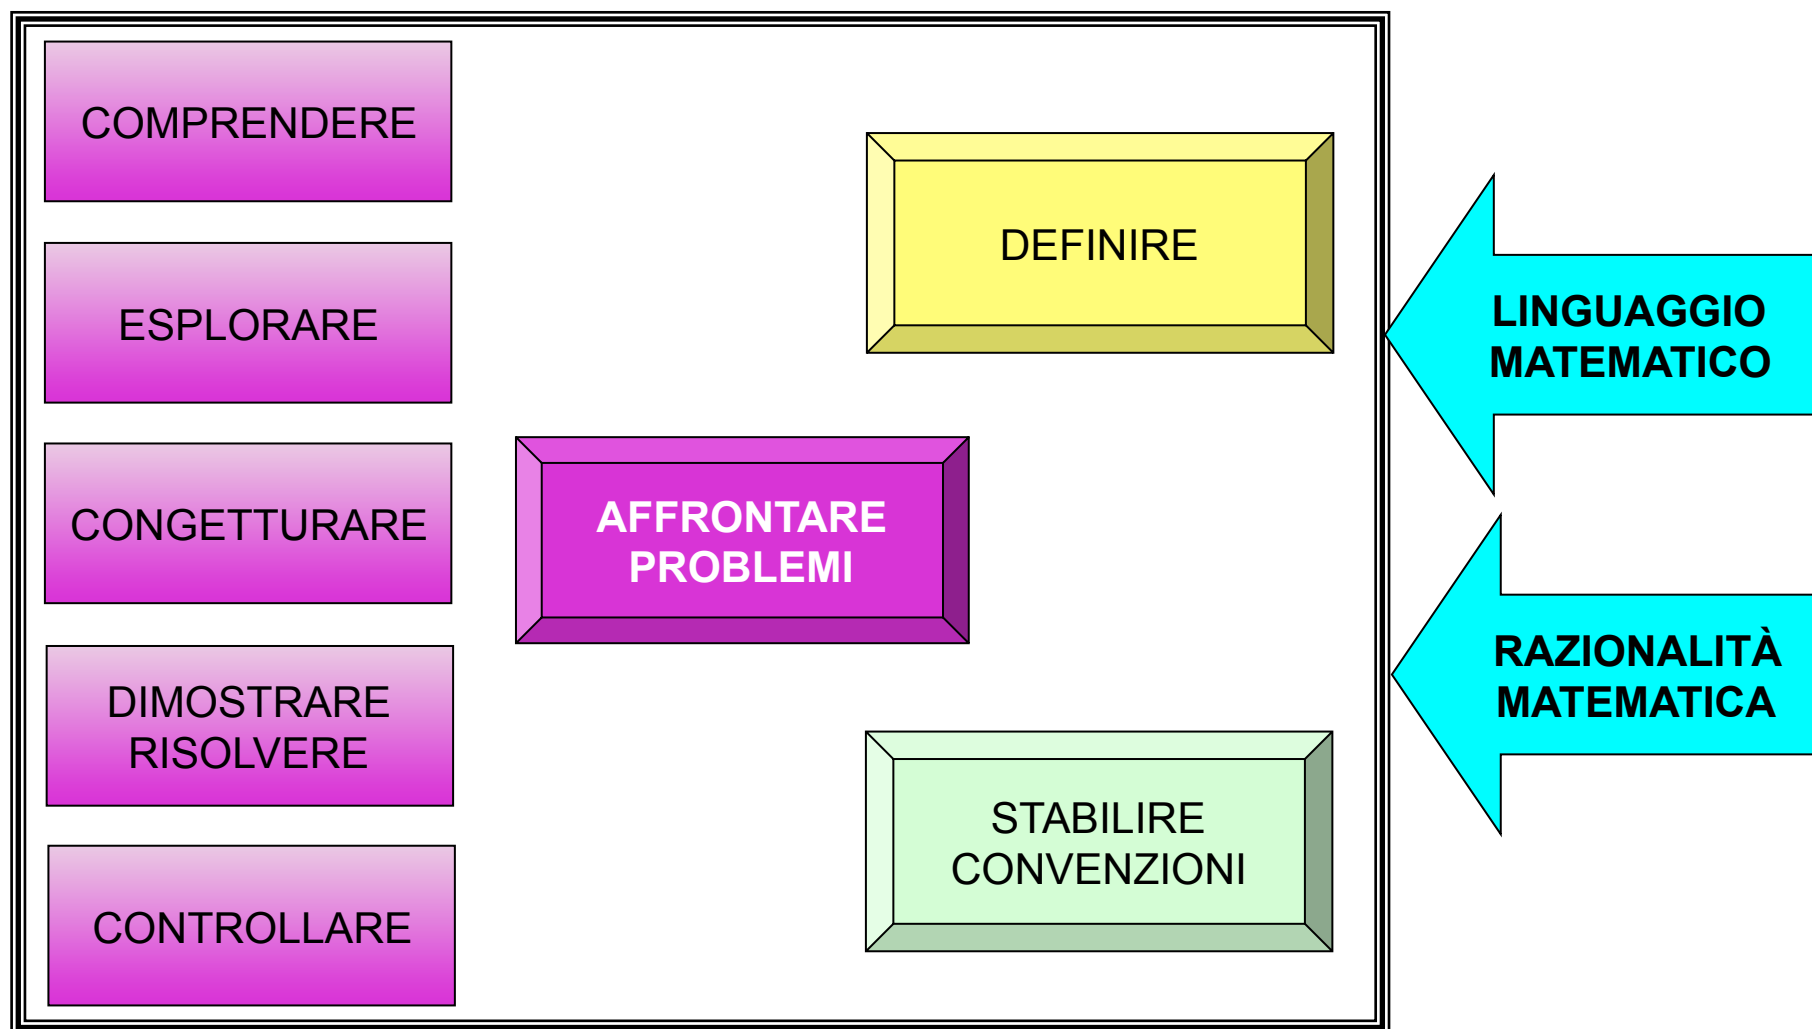 COMPRENDERE
ESPLORARE
CONGETTURARE
DIMOSTRARE
RISOLVERE
CONTROLLARE
AFFRONTARE
PROBLEMI
DEFINIRE
STABILIRE
CONVENZIONI
LINGUAGGIO
MATEMATICO
RAZIONALITÀ
MATEMATICA